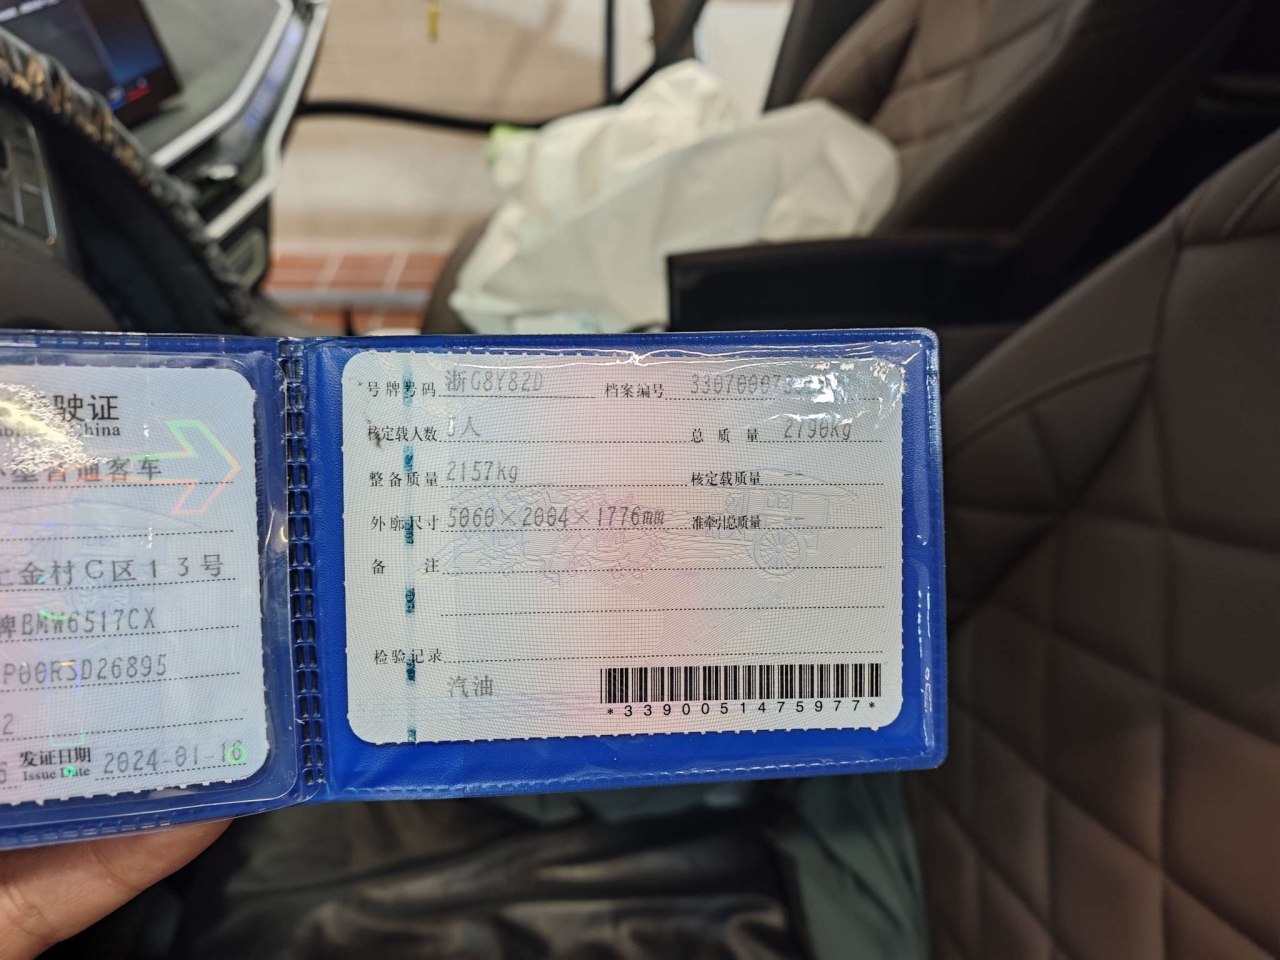 驶证
China
型普通客车
金村C区13号
牌BMW6517CX
P00R5D26895
2
发证日期 2024-01-16
Issue Date
号牌号码 浙G8Y82D 档案编号
核定载人数 5人 总质量 2790kg
整备质量 2157kg 核定载质量
外廓尺寸 5060×2004×1776mm 准牵引总质量
备注
检验记录
汽油
*3390051475977*